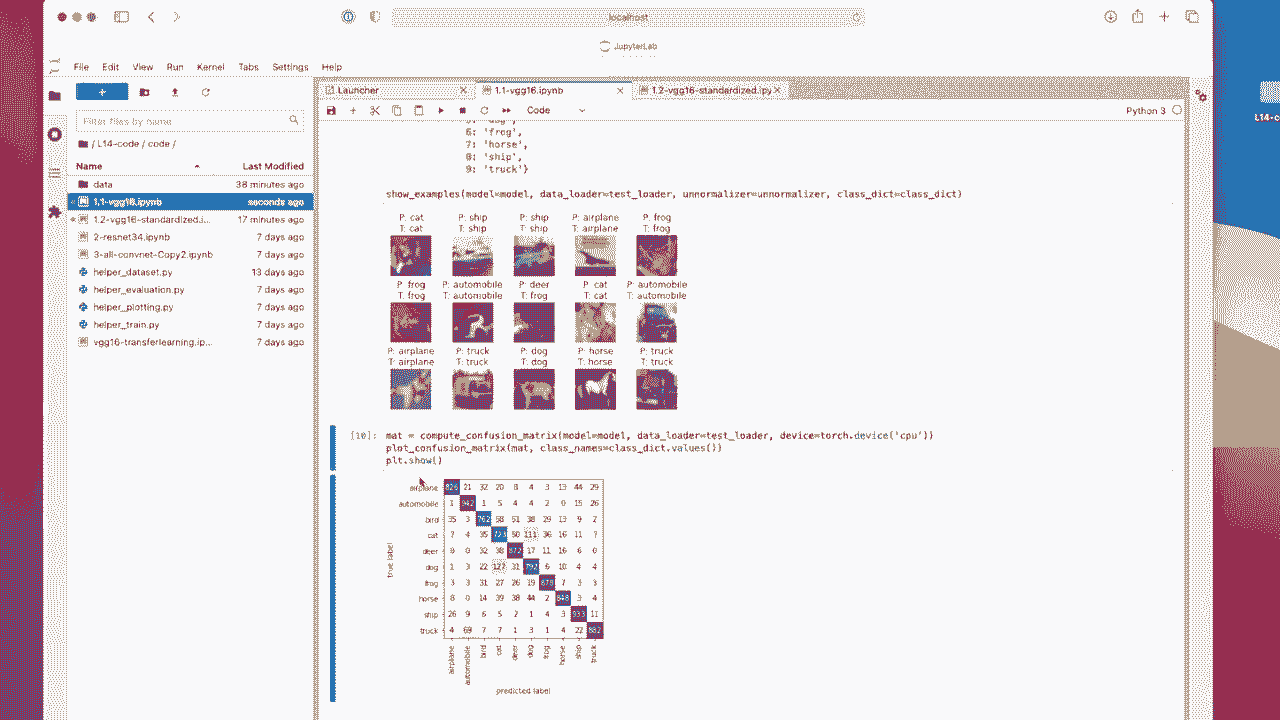 localhost
JupyterLab
File Edit View Run Kernel Tabs Settings Help
Launcher
1.1-vgg16.ipynb
1.2-vgg16-standardized.ipy
Code
Python 3
Filter files by name
/ L14-code / code /
Name Last Modified
data 38 minutes ago
1.1-vgg16.ipynb seconds ago
1.2-vgg16-standardized.i... 17 minutes ago
2-resnet34.ipynb 7 days ago
3-all-convnet-Copy2.ipynb 7 days ago
helper_dataset.py 13 days ago
helper_evaluation.py 7 days ago
helper_plotting.py 7 days ago
helper_train.py 7 days ago
vgg16-transferlearning.ip... 7 days ago
6: 'frog',
7: 'horse',
8: 'ship',
9: 'truck'}
show_examples(model=model, data_loader=test_loader, unnormalizer=unnormalizer, class_dict=class_dict)
P: cat P: ship P: ship P: airplane P: frog
T: cat T: ship T: ship T: airplane T: frog
P: frog P: automobile P: deer P: cat P: automobile
T: frog T: automobile T: frog T: cat T: automobile
P: airplane P: truck P: dog P: horse P: truck
T: airplane T: truck T: dog T: horse T: truck
[10]: mat = compute_confusion_matrix(model=model, data_loader=test_loader, device=torch.device('cpu'))
plot_confusion_matrix(mat, class_names=class_dict.values())
plt.show()
airplane 826 21 32 20 8 4 3 13 44 29
automobile 1 942 1 5 4 4 2 0 15 26
bird 35 3 762 58 51 38 29 13 9 2
cat 7 4 35 723 50 111 36 16 11 7
deer 8 0 32 38 872 17 11 16 6 0
dog 1 3 22 127 31 792 6 10 4 4
frog 3 3 31 27 26 19 878 7 3 3
horse 8 0 14 39 38 44 2 848 3 4
ship 26 9 6 5 2 1 4 3 933 11
truck 4 69 7 7 1 3 1 4 22 882
true label
airplane automobile bird cat deer dog frog horse ship truck
predicted label